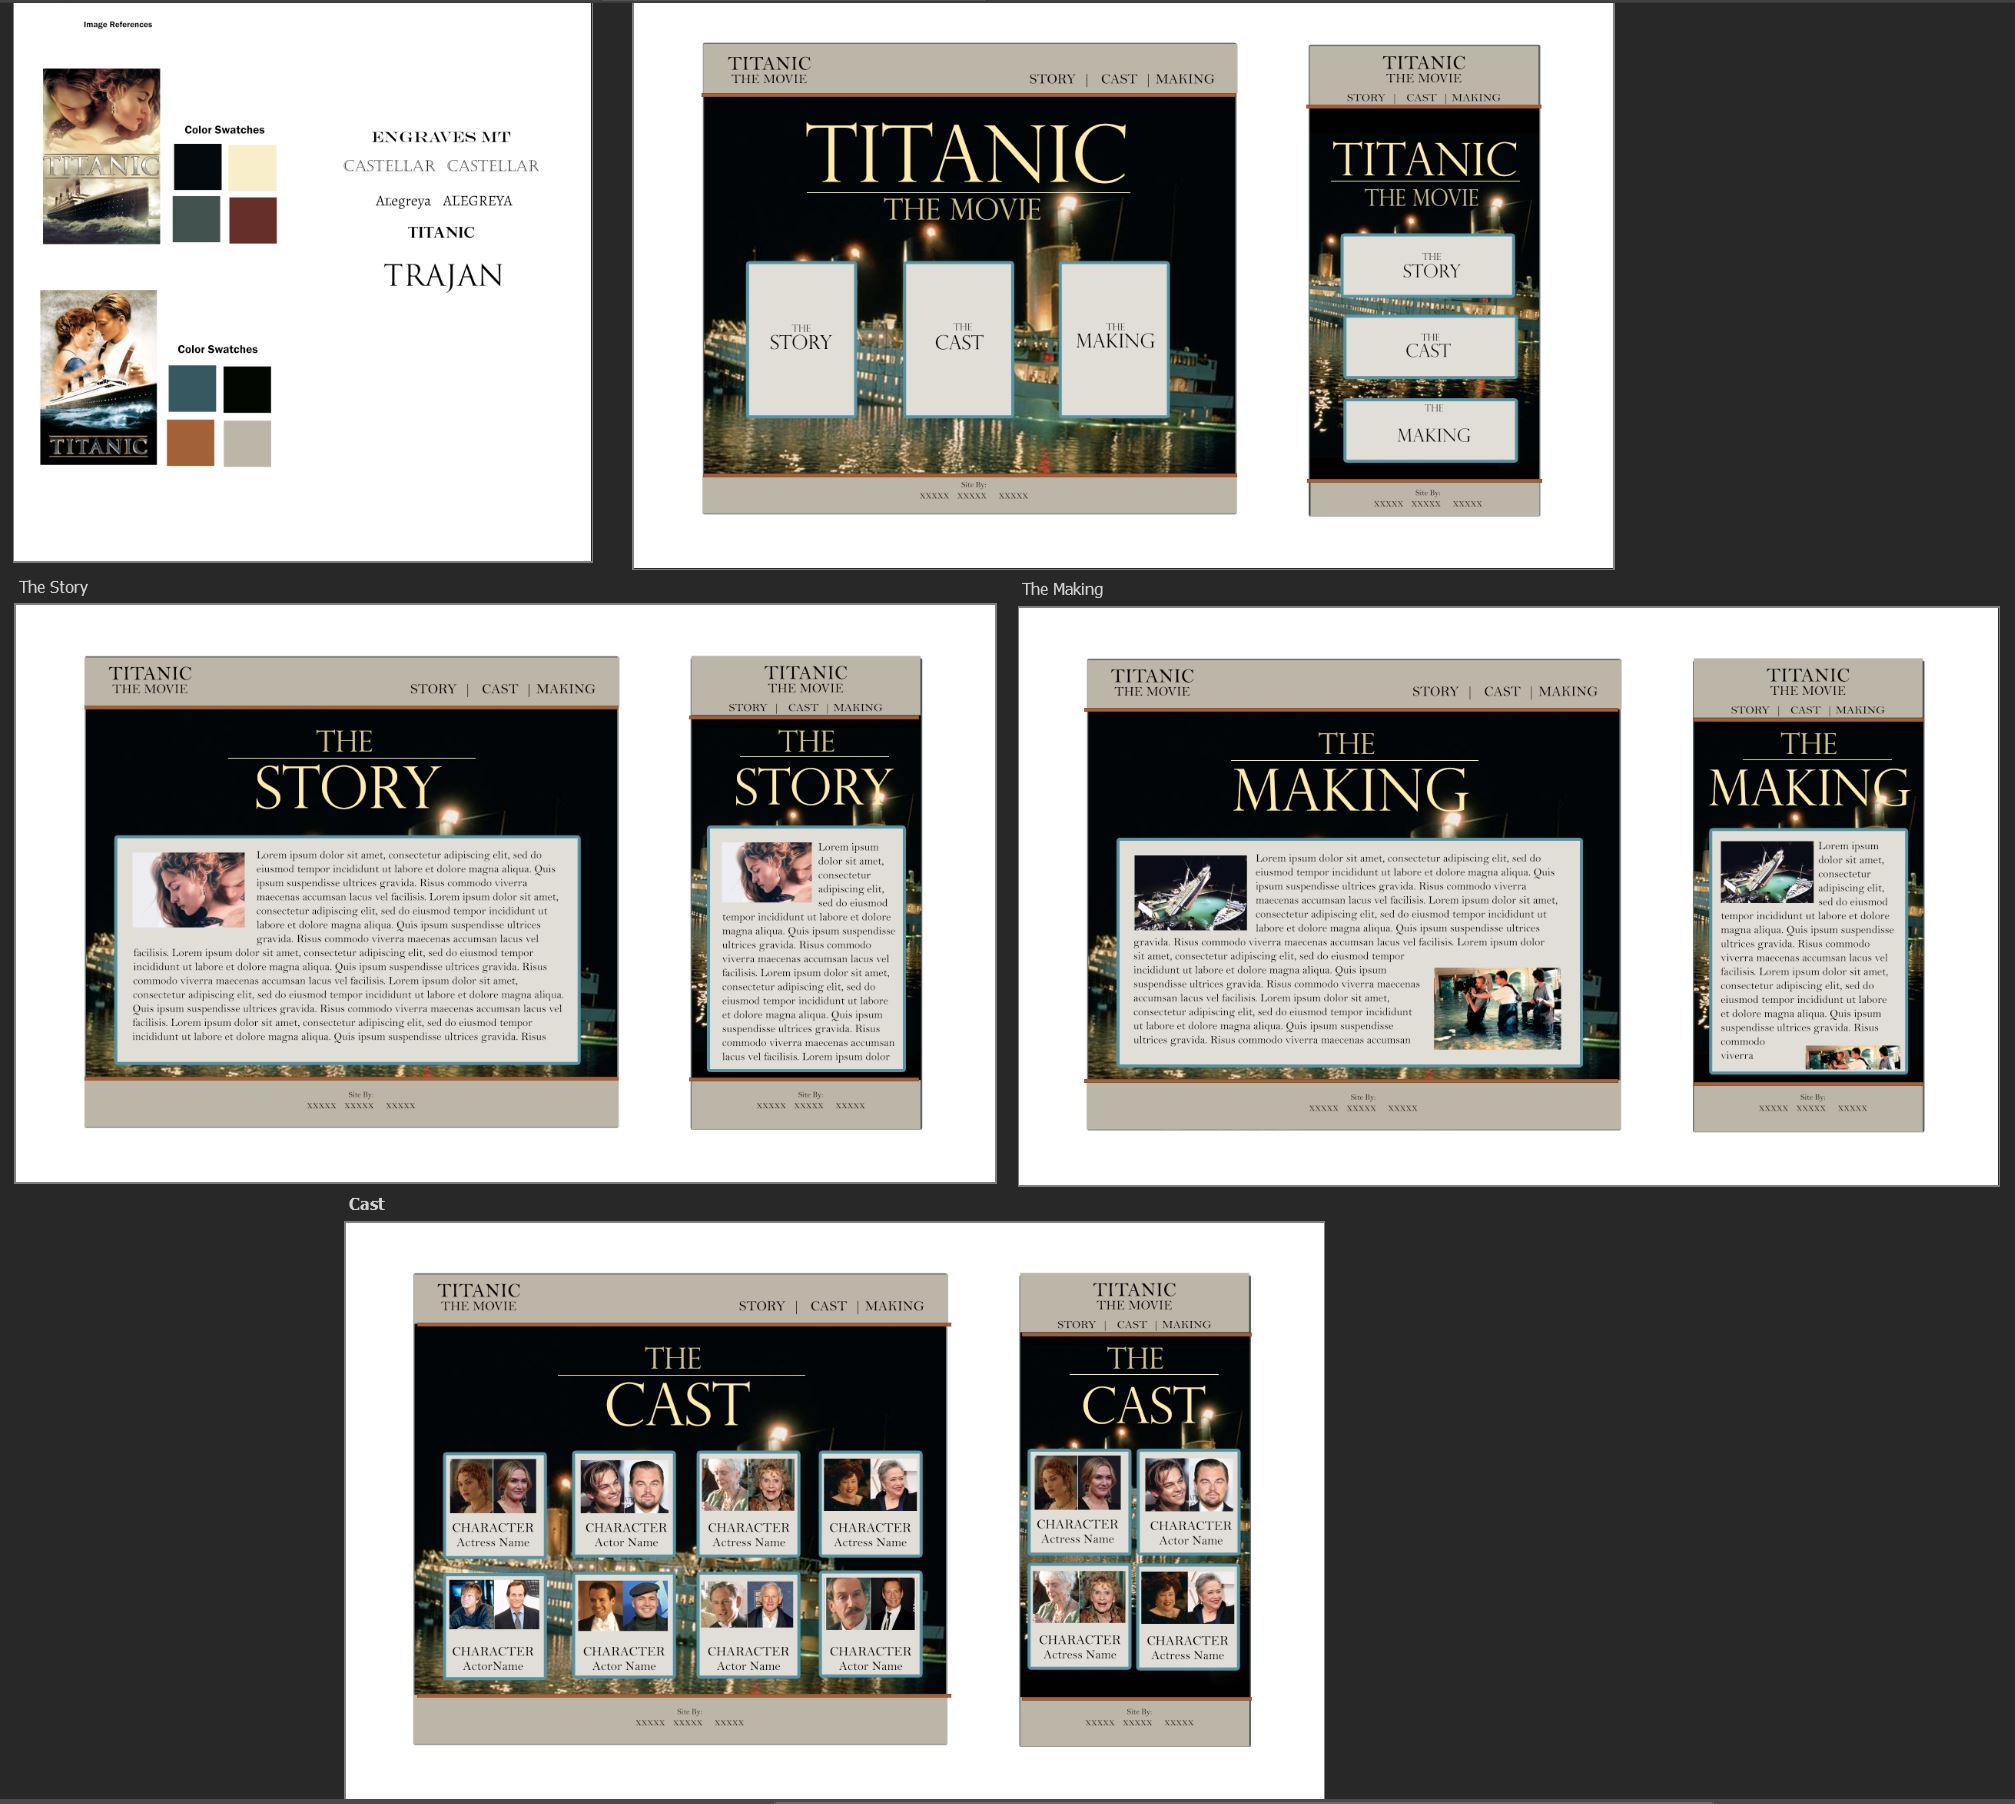 Image References
TITANIC
Color Swatches
ENGRAVES MT
CASTELLAR CASTELLAR
ALegreya ALEGREYA
TITANIC
TRAJAN
Color Swatches
TITANIC
TITANIC
THE MOVIE
STORY | CAST | MAKING
TITANIC
THE MOVIE
THE
STORY
THE
CAST
THE
MAKING
Site By:
XXXXX XXXXX XXXXX
TITANIC
THE MOVIE
STORY | CAST | MAKING
TITANIC
THE MOVIE
THE
STORY
THE
CAST
THE
MAKING
Site By:
XXXXX XXXXX XXXXX
The Story
TITANIC
THE MOVIE
STORY | CAST | MAKING
THE
STORY
Lorem ipsum dolor sit amet, consectetur adipiscing elit, sed do
eiusmod tempor incididunt ut labore et dolore magna aliqua. Quis
ipsum suspendisse ultrices gravida. Risus commodo viverra
maecenas accumsan lacus vel facilisis. Lorem ipsum dolor sit amet,
consectetur adipiscing elit, sed do eiusmod tempor incididunt ut
labore et dolore magna aliqua. Quis ipsum suspendisse ultrices
gravida. Risus commodo viverra maecenas accumsan lacus vel
facilisis. Lorem ipsum dolor sit amet, consectetur adipiscing elit, sed do eiusmod tempor
incididunt ut labore et dolore magna aliqua. Quis ipsum suspendisse ultrices gravida. Risus
commodo viverra maecenas accumsan lacus vel facilisis. Lorem ipsum dolor sit amet,
consectetur adipiscing elit, sed do eiusmod tempor incididunt ut labore et dolore magna aliqua.
Quis ipsum suspendisse ultrices gravida. Risus commodo viverra maecenas accumsan lacus vel
facilisis. Lorem ipsum dolor sit amet, consectetur adipiscing elit, sed do eiusmod tempor
incididunt ut labore et dolore magna aliqua. Quis ipsum suspendisse ultrices gravida. Risus
Site By:
XXXXX XXXXX XXXXX
TITANIC
THE MOVIE
STORY | CAST | MAKING
THE
STORY
Lorem ipsum
dolor sit amet,
consectetur
adipiscing elit,
sed do eiusmod
tempor incididunt ut labore et dolore
magna aliqua. Quis ipsum suspendisse
ultrices gravida. Risus commodo
viverra maecenas accumsan lacus vel
facilisis. Lorem ipsum dolor sit amet,
consectetur adipiscing elit, sed do
eiusmod tempor incididunt ut labore
et dolore magna aliqua. Quis ipsum
suspendisse ultrices gravida. Risus
commodo viverra maecenas accumsan
lacus vel facilisis. Lorem ipsum dolor
Site By:
XXXXX XXXXX XXXXX
The Making
TITANIC
THE MOVIE
STORY | CAST | MAKING
THE
MAKING
Lorem ipsum dolor sit amet, consectetur adipiscing elit, sed do
eiusmod tempor incididunt ut labore et dolore magna aliqua. Quis
ipsum suspendisse ultrices gravida. Risus commodo viverra
maecenas accumsan lacus vel facilisis. Lorem ipsum dolor sit amet,
consectetur adipiscing elit, sed do eiusmod tempor incididunt ut
labore et dolore magna aliqua. Quis ipsum suspendisse ultrices
gravida. Risus commodo viverra maecenas accumsan lacus vel facilisis. Lorem ipsum dolor
sit amet, consectetur adipiscing elit, sed do eiusmod tempor
incididunt ut labore et dolore magna aliqua. Quis ipsum
suspendisse ultrices gravida. Risus commodo viverra maecenas
accumsan lacus vel facilisis. Lorem ipsum dolor sit amet,
consectetur adipiscing elit, sed do eiusmod tempor incididunt
ut labore et dolore magna aliqua. Quis ipsum suspendisse
ultrices gravida. Risus commodo viverra maecenas accumsan
Site By:
XXXXX XXXXX XXXXX
TITANIC
THE MOVIE
STORY | CAST | MAKING
THE
MAKING
Lorem ipsum
dolor sit amet,
consectetur
adipiscing elit,
sed do eiusmod
tempor incididunt ut labore et dolore
magna aliqua. Quis ipsum suspendisse
ultrices gravida. Risus commodo
viverra maecenas accumsan lacus vel
facilisis. Lorem ipsum dolor sit amet,
consectetur adipiscing elit, sed do
eiusmod tempor incididunt ut labore
et dolore magna aliqua. Quis ipsum
suspendisse ultrices gravida. Risus
commodo
viverra
Site By:
XXXXX XXXXX XXXXX
Cast
TITANIC
THE MOVIE
STORY | CAST | MAKING
THE
CAST
CHARACTER
Actress Name
CHARACTER
Actor Name
CHARACTER
Actress Name
CHARACTER
Actress Name
CHARACTER
ActorName
CHARACTER
Actor Name
CHARACTER
Actor Name
CHARACTER
Actor Name
Site By:
XXXXX XXXXX XXXXX
TITANIC
THE MOVIE
STORY | CAST | MAKING
THE
CAST
CHARACTER
Actress Name
CHARACTER
Actor Name
CHARACTER
Actress Name
CHARACTER
Actress Name
Site By:
XXXXX XXXXX XXXXX